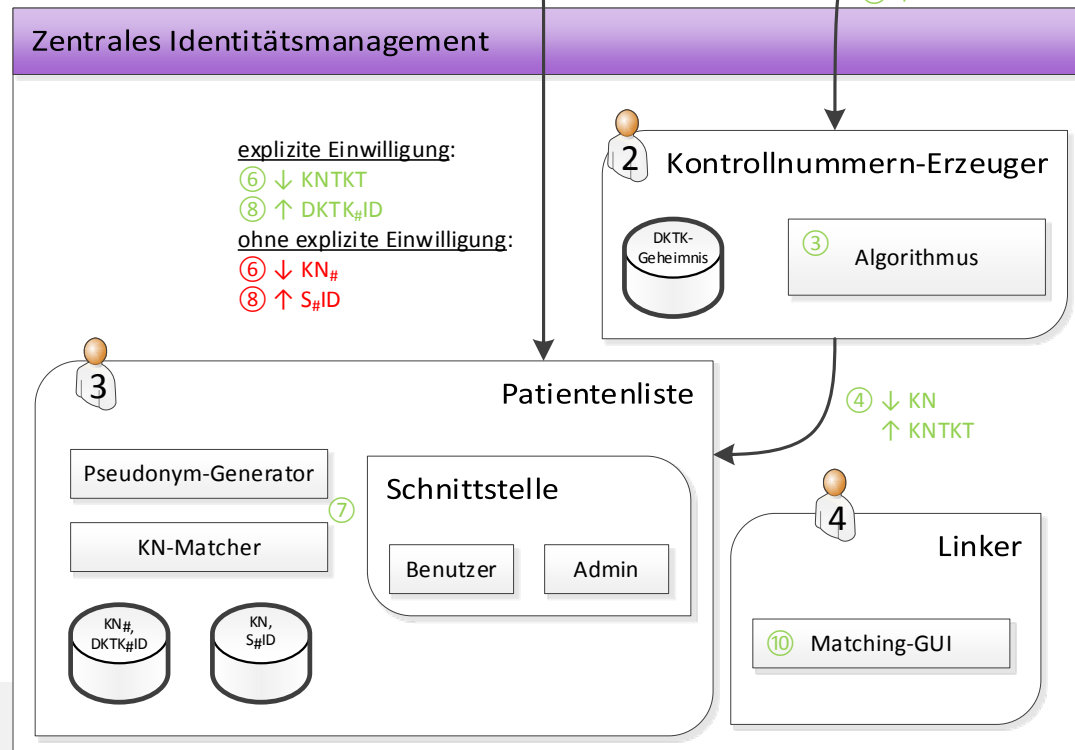 Zentrales Identitätsmanagement
explizite Einwilligung:
⑥ ↓ KNTKT
⑧ ↑ DKTK#ID
ohne explizite Einwilligung:
⑥ ↓ KN#
⑧ ↑ S#ID
2
Kontrollnummern-Erzeuger
DKTK-
Geheimnis
③
Algorithmus
④ ↓ KN
↑ KNTKT
3
Patientenliste
Pseudonym-Generator
KN-Matcher
⑦
Schnittstelle
Benutzer
Admin
KN#,
DKTK#ID
KN,
S#ID
4
Linker
⑩ Matching-GUI